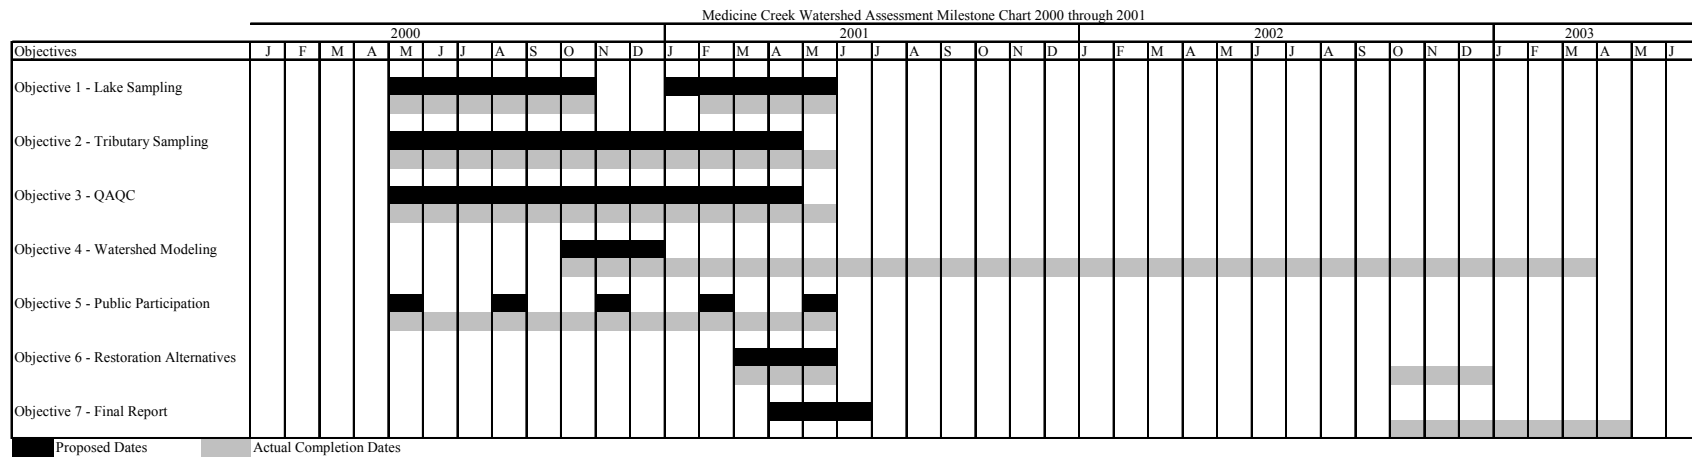 Medicine Creek Watershed Assessment Milestone Chart 2000 through 2001
2000 2001 2002 2003
Objectives J F M A M J J A S O N D J F M A M J J A S O N D J F M A M J J A S O N D J F M A M J
Objective 1 - Lake Sampling
Objective 2 - Tributary Sampling
Objective 3 - QAQC
Objective 4 - Watershed Modeling
Objective 5 - Public Participation
Objective 6 - Restoration Alternatives
Objective 7 - Final Report
Proposed Dates Actual Completion Dates